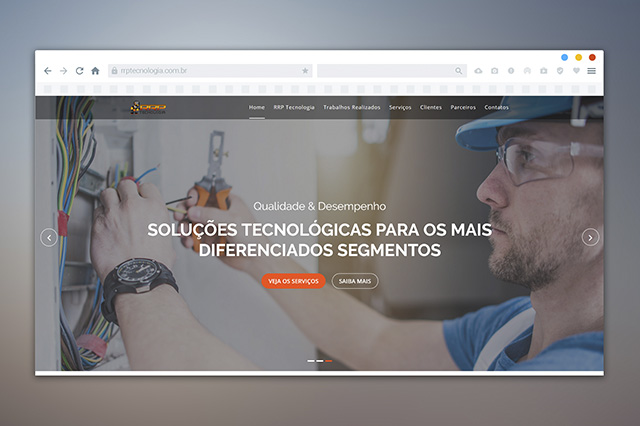 rrptecnologia.com.br
Home RRP Tecnologia Trabalhos Realizados Serviços Clientes Parceiros Contatos
Qualidade & Desempenho
SOLUÇÕES TECNOLÓGICAS PARA OS MAIS
DIFERENCIADOS SEGMENTOS
VEJA OS SERVIÇOS SAIBA MAIS